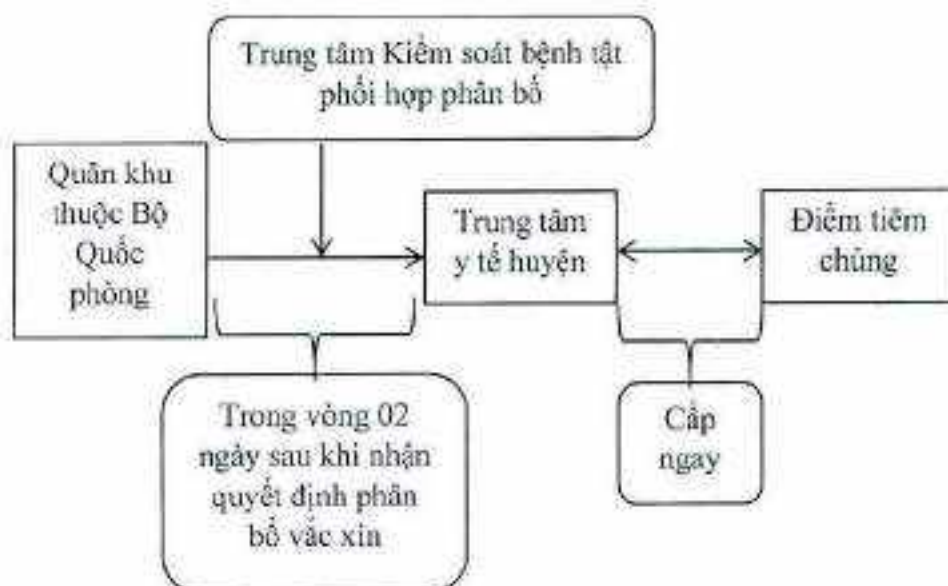 Trung tâm Kiểm soát bệnh tật
phối hợp phân bổ
Quân khu
thuộc Bộ
Quốc
phòng
Trung tâm
y tế huyện
Điểm tiêm
chủng
Trong vòng 02
ngày sau khi nhận
quyết định phân
bổ vắc xin
Cấp
ngay